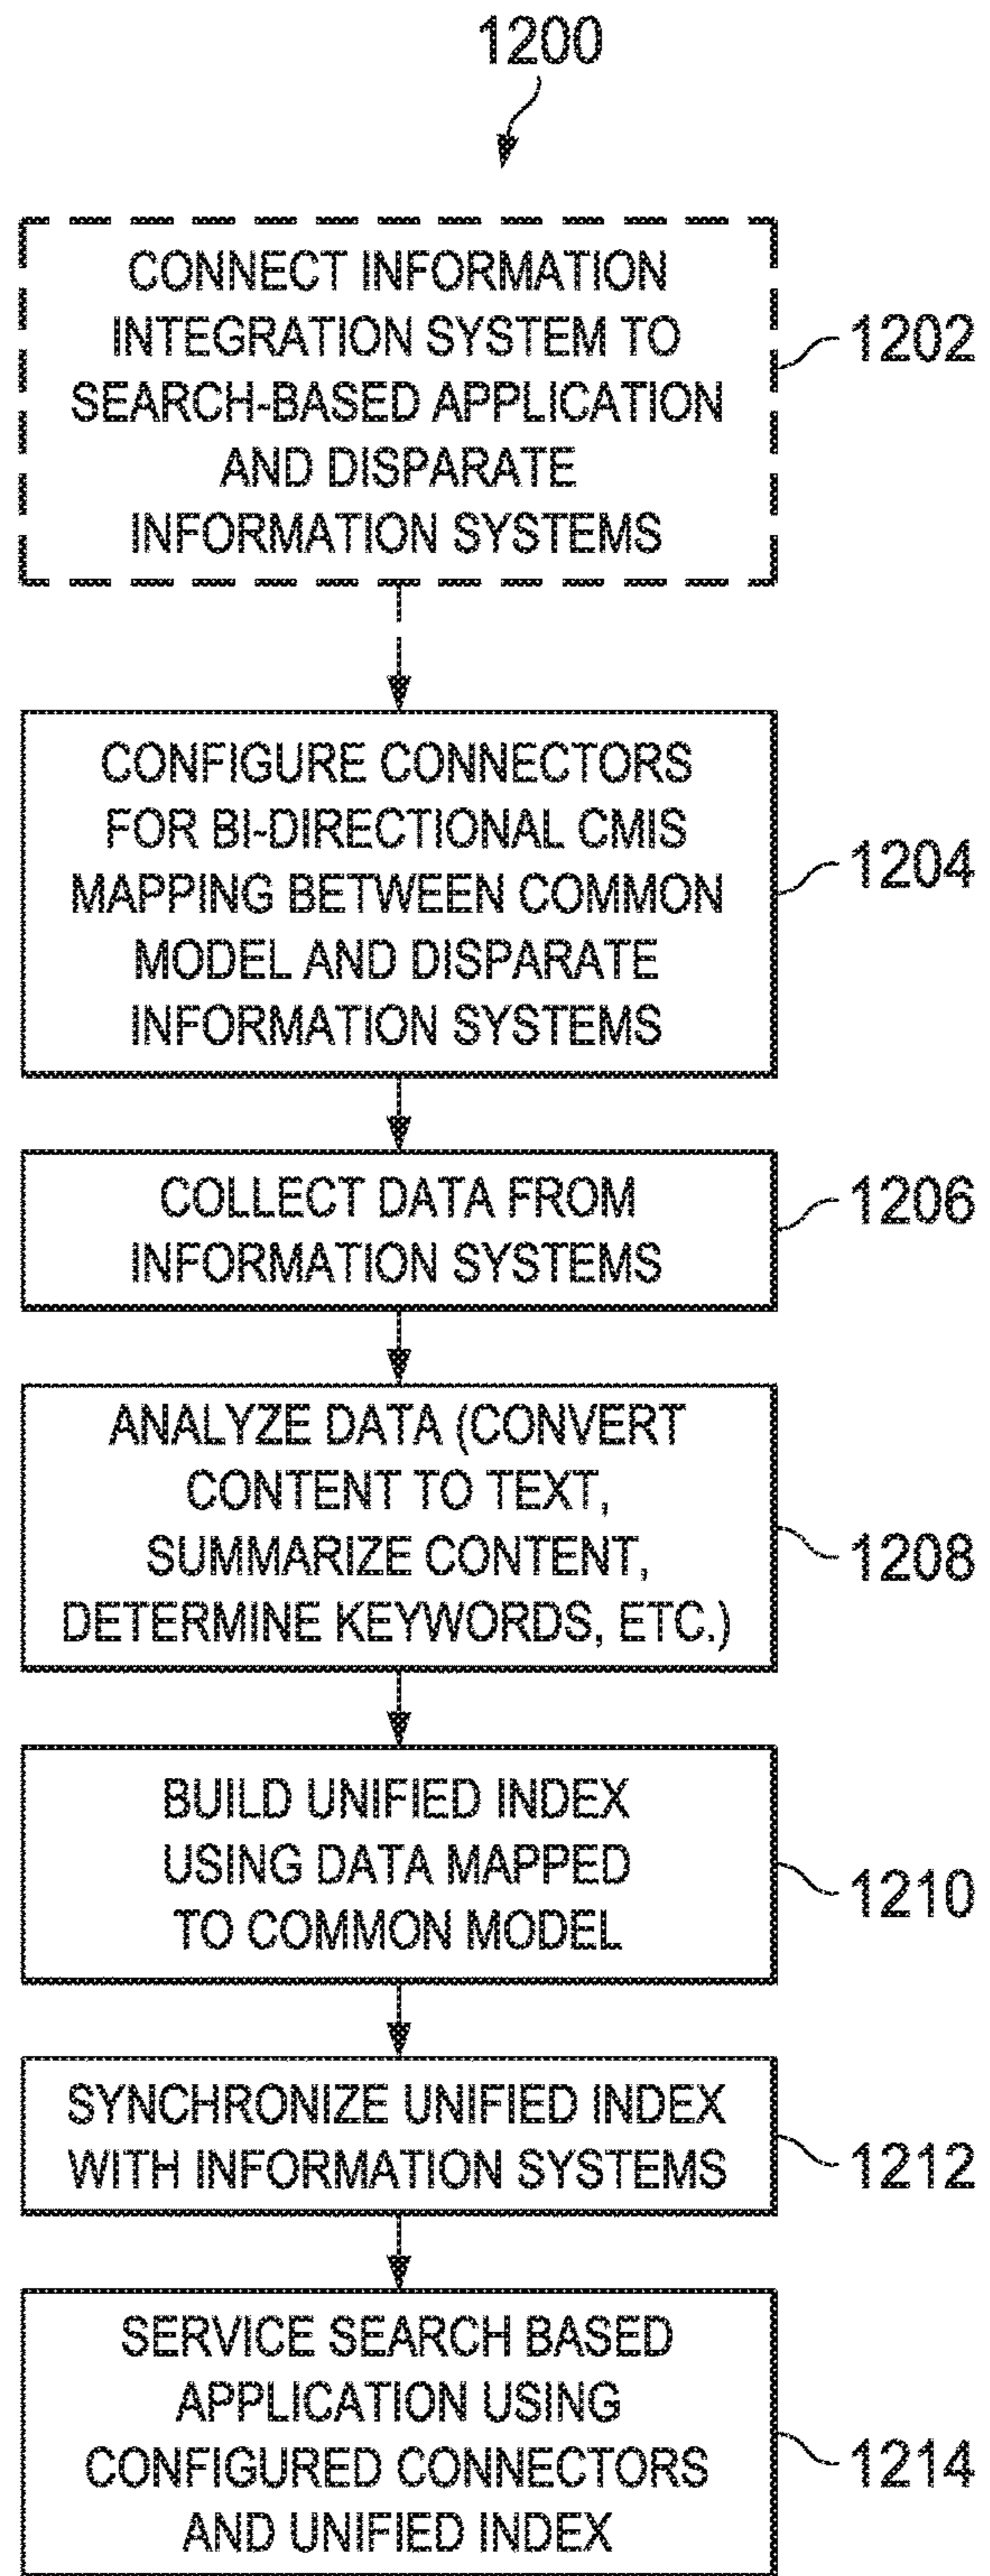 1200
CONNECT INFORMATION
INTEGRATION SYSTEM TO
SEARCH-BASED APPLICATION
AND DISPARATE
INFORMATION SYSTEMS
1202
CONFIGURE CONNECTORS
FOR BI-DIRECTIONAL CMIS
MAPPING BETWEEN COMMON
MODEL AND DISPARATE
INFORMATION SYSTEMS
1204
COLLECT DATA FROM
INFORMATION SYSTEMS
1206
ANALYZE DATA (CONVERT
CONTENT TO TEXT,
SUMMARIZE CONTENT,
DETERMINE KEYWORDS, ETC.)
1208
BUILD UNIFIED INDEX
USING DATA MAPPED
TO COMMON MODEL
1210
SYNCHRONIZE UNIFIED INDEX
WITH INFORMATION SYSTEMS
1212
SERVICE SEARCH BASED
APPLICATION USING
CONFIGURED CONNECTORS
AND UNIFIED INDEX
1214